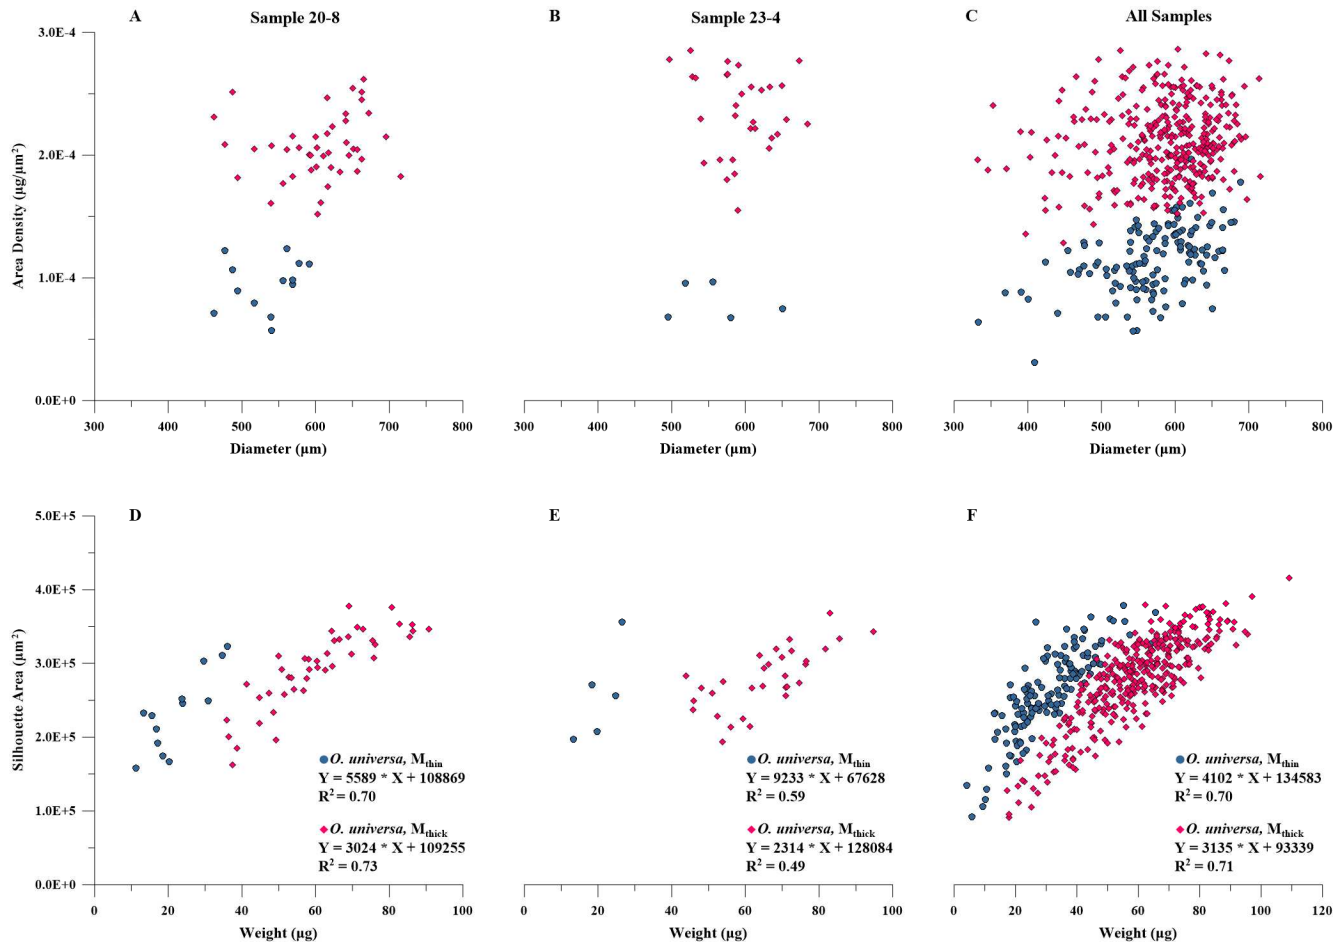 A
Sample 20-8
B
Sample 23-4
C
All Samples
3.0E-4
2.0E-4
1.0E-4
0.0E+0
Area Density (µg/µm²)
300 400 500 600 700 800
300 400 500 600 700 800
300 400 500 600 700 800
Diameter (µm)
Diameter (µm)
Diameter (µm)
D
E
F
5.0E+5
4.0E+5
3.0E+5
2.0E+5
1.0E+5
0.0E+0
Silhouette Area (µm²)
O. universa, Mthin
Y = 5589 * X + 108869
R² = 0.70
O. universa, Mthick
Y = 3024 * X + 109255
R² = 0.73
O. universa, Mthin
Y = 9233 * X + 67628
R² = 0.59
O. universa, Mthick
Y = 2314 * X + 128084
R² = 0.49
O. universa, Mthin
Y = 4102 * X + 134583
R² = 0.70
O. universa, Mthick
Y = 3135 * X + 93339
R² = 0.71
0 20 40 60 80 100
0 20 40 60 80 100
0 20 40 60 80 100 120
Weight (µg)
Weight (µg)
Weight (µg)